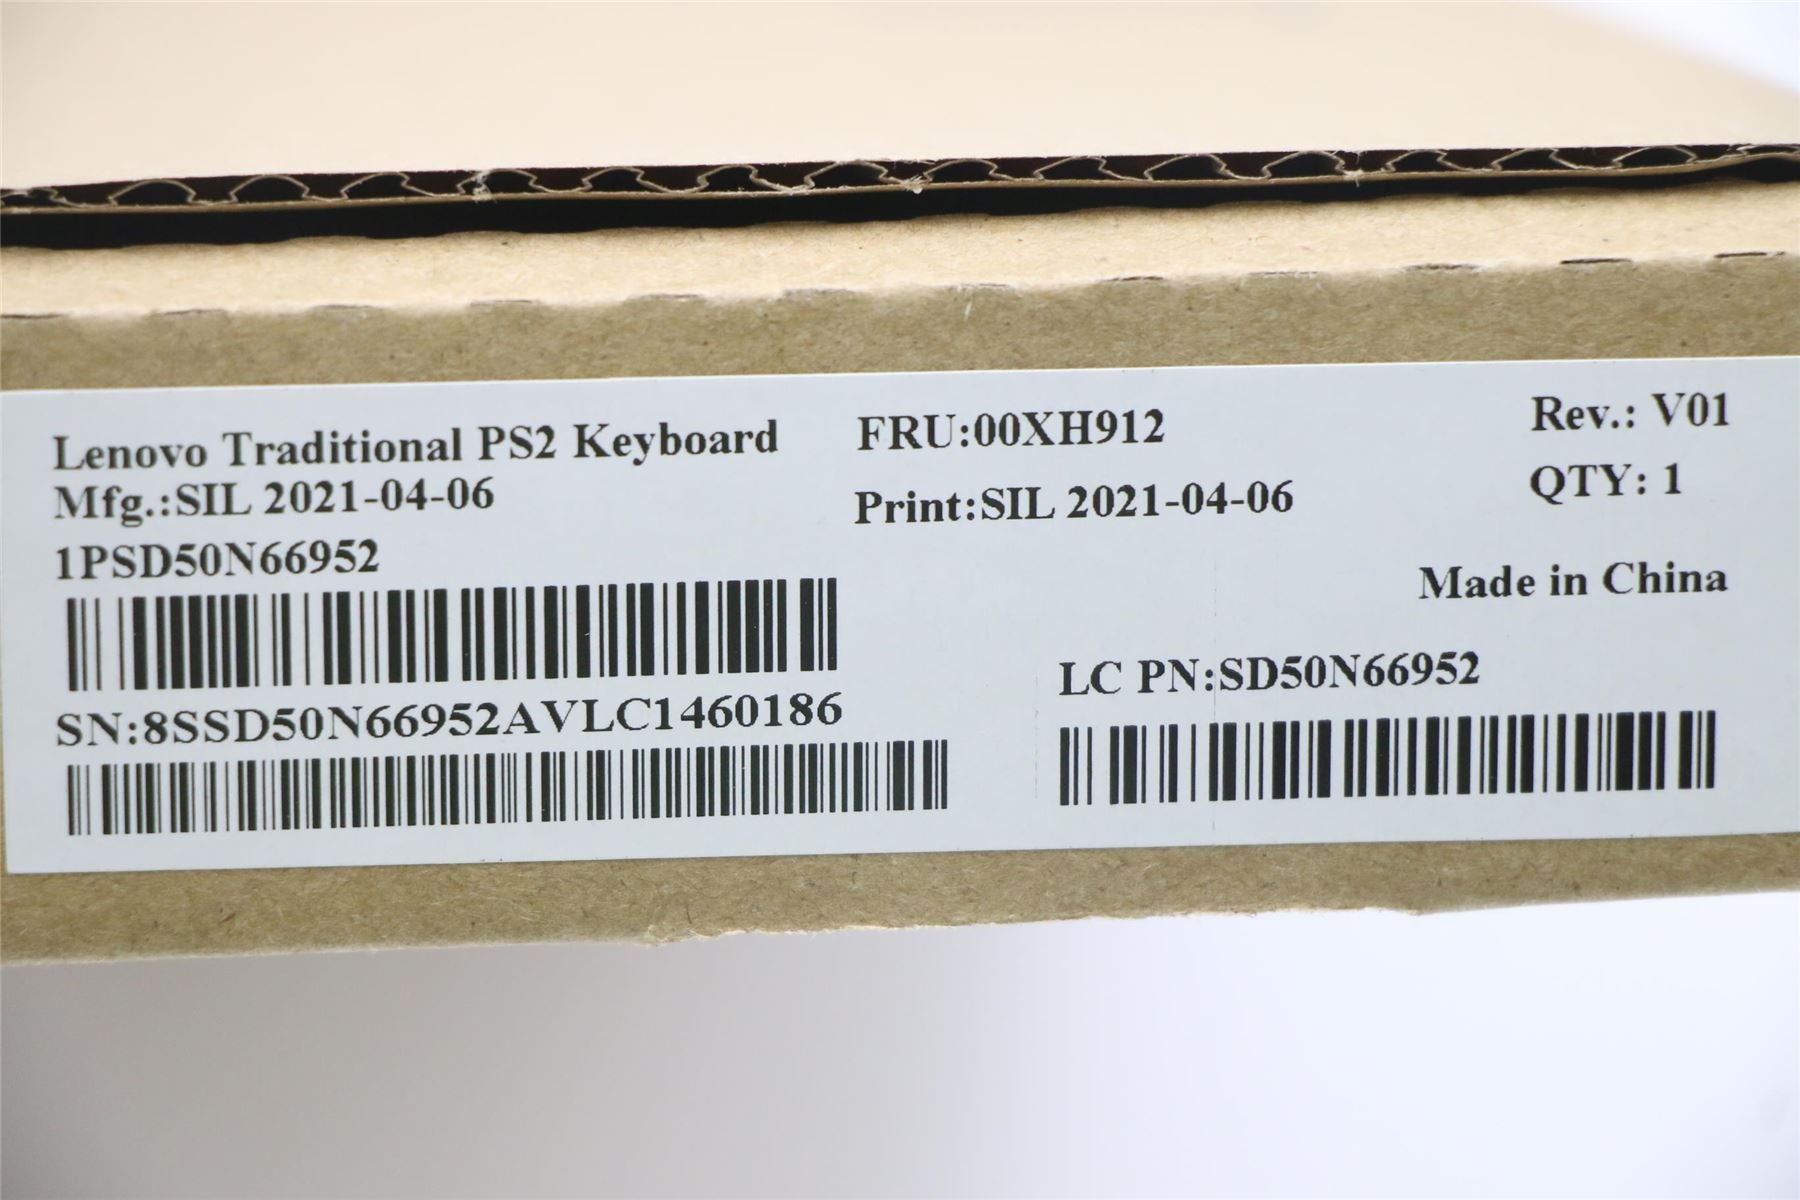 Lenovo Traditional PS2 Keyboard FRU:00XH912 Rev.: V01
Mfg.:SIL 2021-04-06 Print:SIL 2021-04-06 QTY: 1
1PSD50N66952
Made in China
SN:8SSD50N66952AVLC1460186
LC PN:SD50N66952